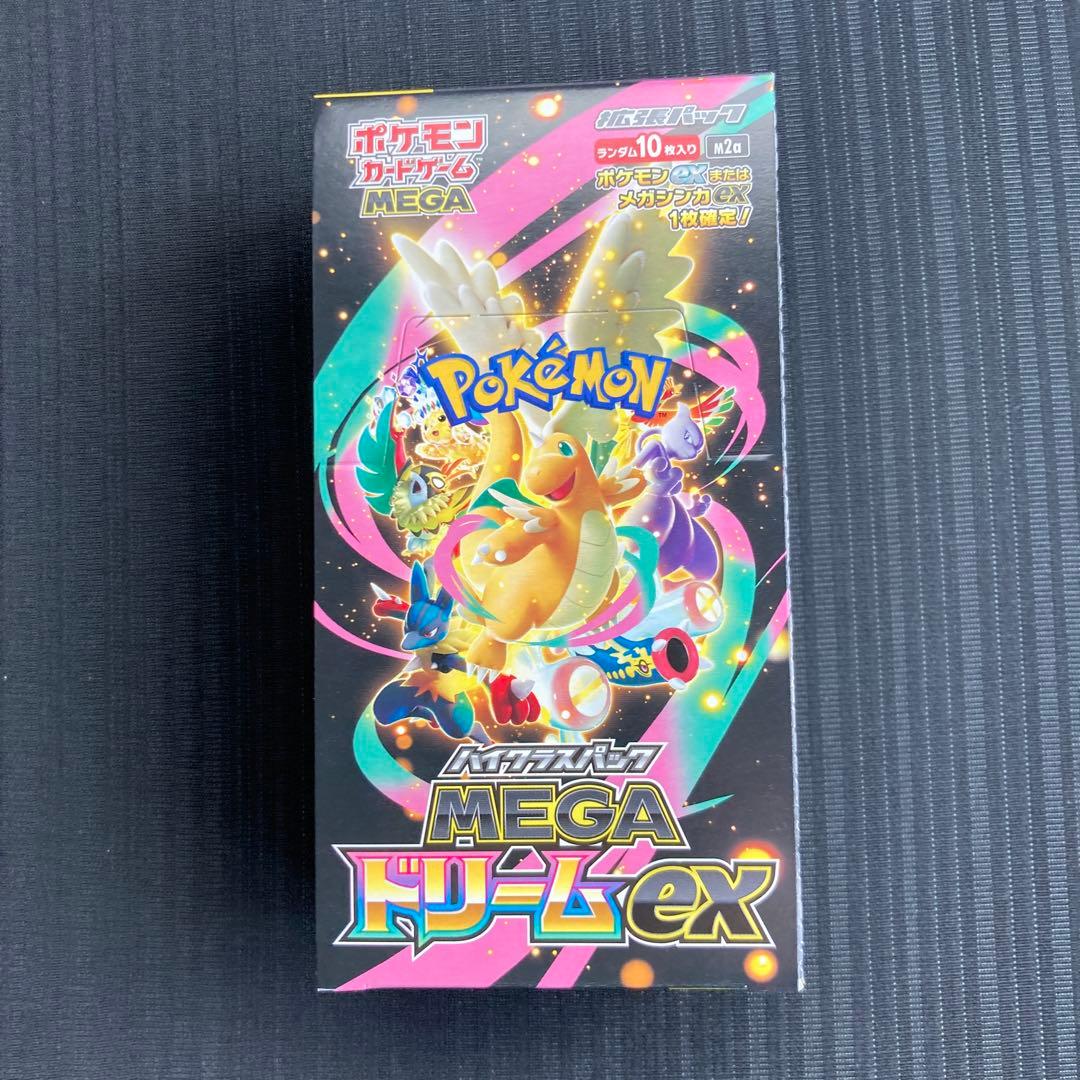 ポケモン
カードゲーム
MEGA
拡張パック
ランダム10枚入り M2a
ポケモンexまたは
メガシンカex
1枚確定!
POKéMON
TM
ハイクラスパック
MEGA
ドリームex